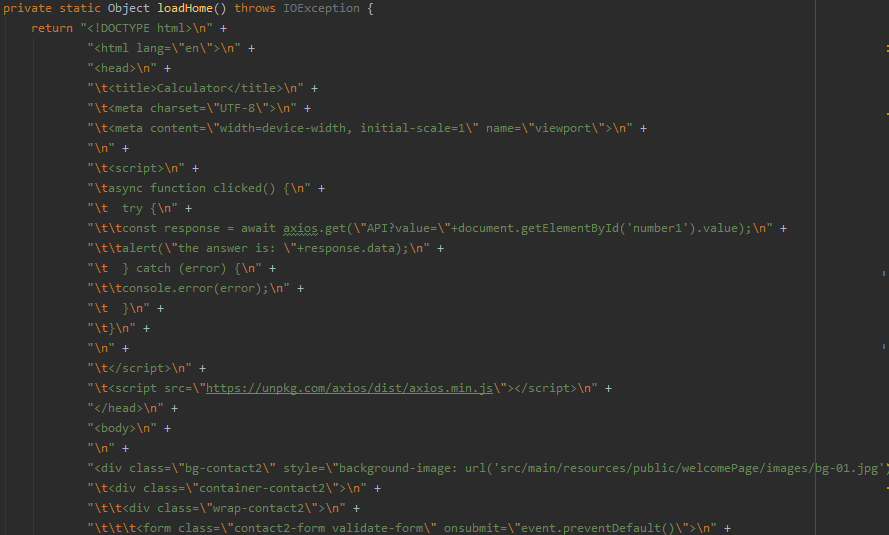 private static Object loadHome() throws IOException {
return "<!DOCTYPE html>\n" +
"<html lang=\"en\">\n" +
"<head>\n" +
"\t<title>Calculator</title>\n" +
"\t<meta charset=\"UTF-8\">\n" +
"\t<meta content=\"width=device-width, initial-scale=1\" name=\"viewport\">\n" +
"\n" +
"\t<script>\n" +
"\tasync function clicked() {\n" +
"\t  try {\n" +
"\t\tconst response = await axios.get(\"API?value=\"+document.getElementById('number1').value);\n" +
"\t\talert(\"the answer is: \"+response.data);\n" +
"\t  } catch (error) {\n" +
"\t\tconsole.error(error);\n" +
"\t  }\n" +
"\t}\n" +
"\n" +
"\t</script>\n" +
"\t<script src=\"https://unpkg.com/axios/dist/axios.min.js\"></script>\n" +
"</head>\n" +
"<body>\n" +
"\n" +
"<div class=\"bg-contact2\" style=\"background-image: url('src/main/resources/public/welcomePage/images/bg-01.jpg'
"\t<div class=\"container-contact2\">\n" +
"\t\t<div class=\"wrap-contact2\">\n" +
"\t\t\t<form class=\"contact2-form validate-form\" onsubmit=\"event.preventDefault()\">\n" +